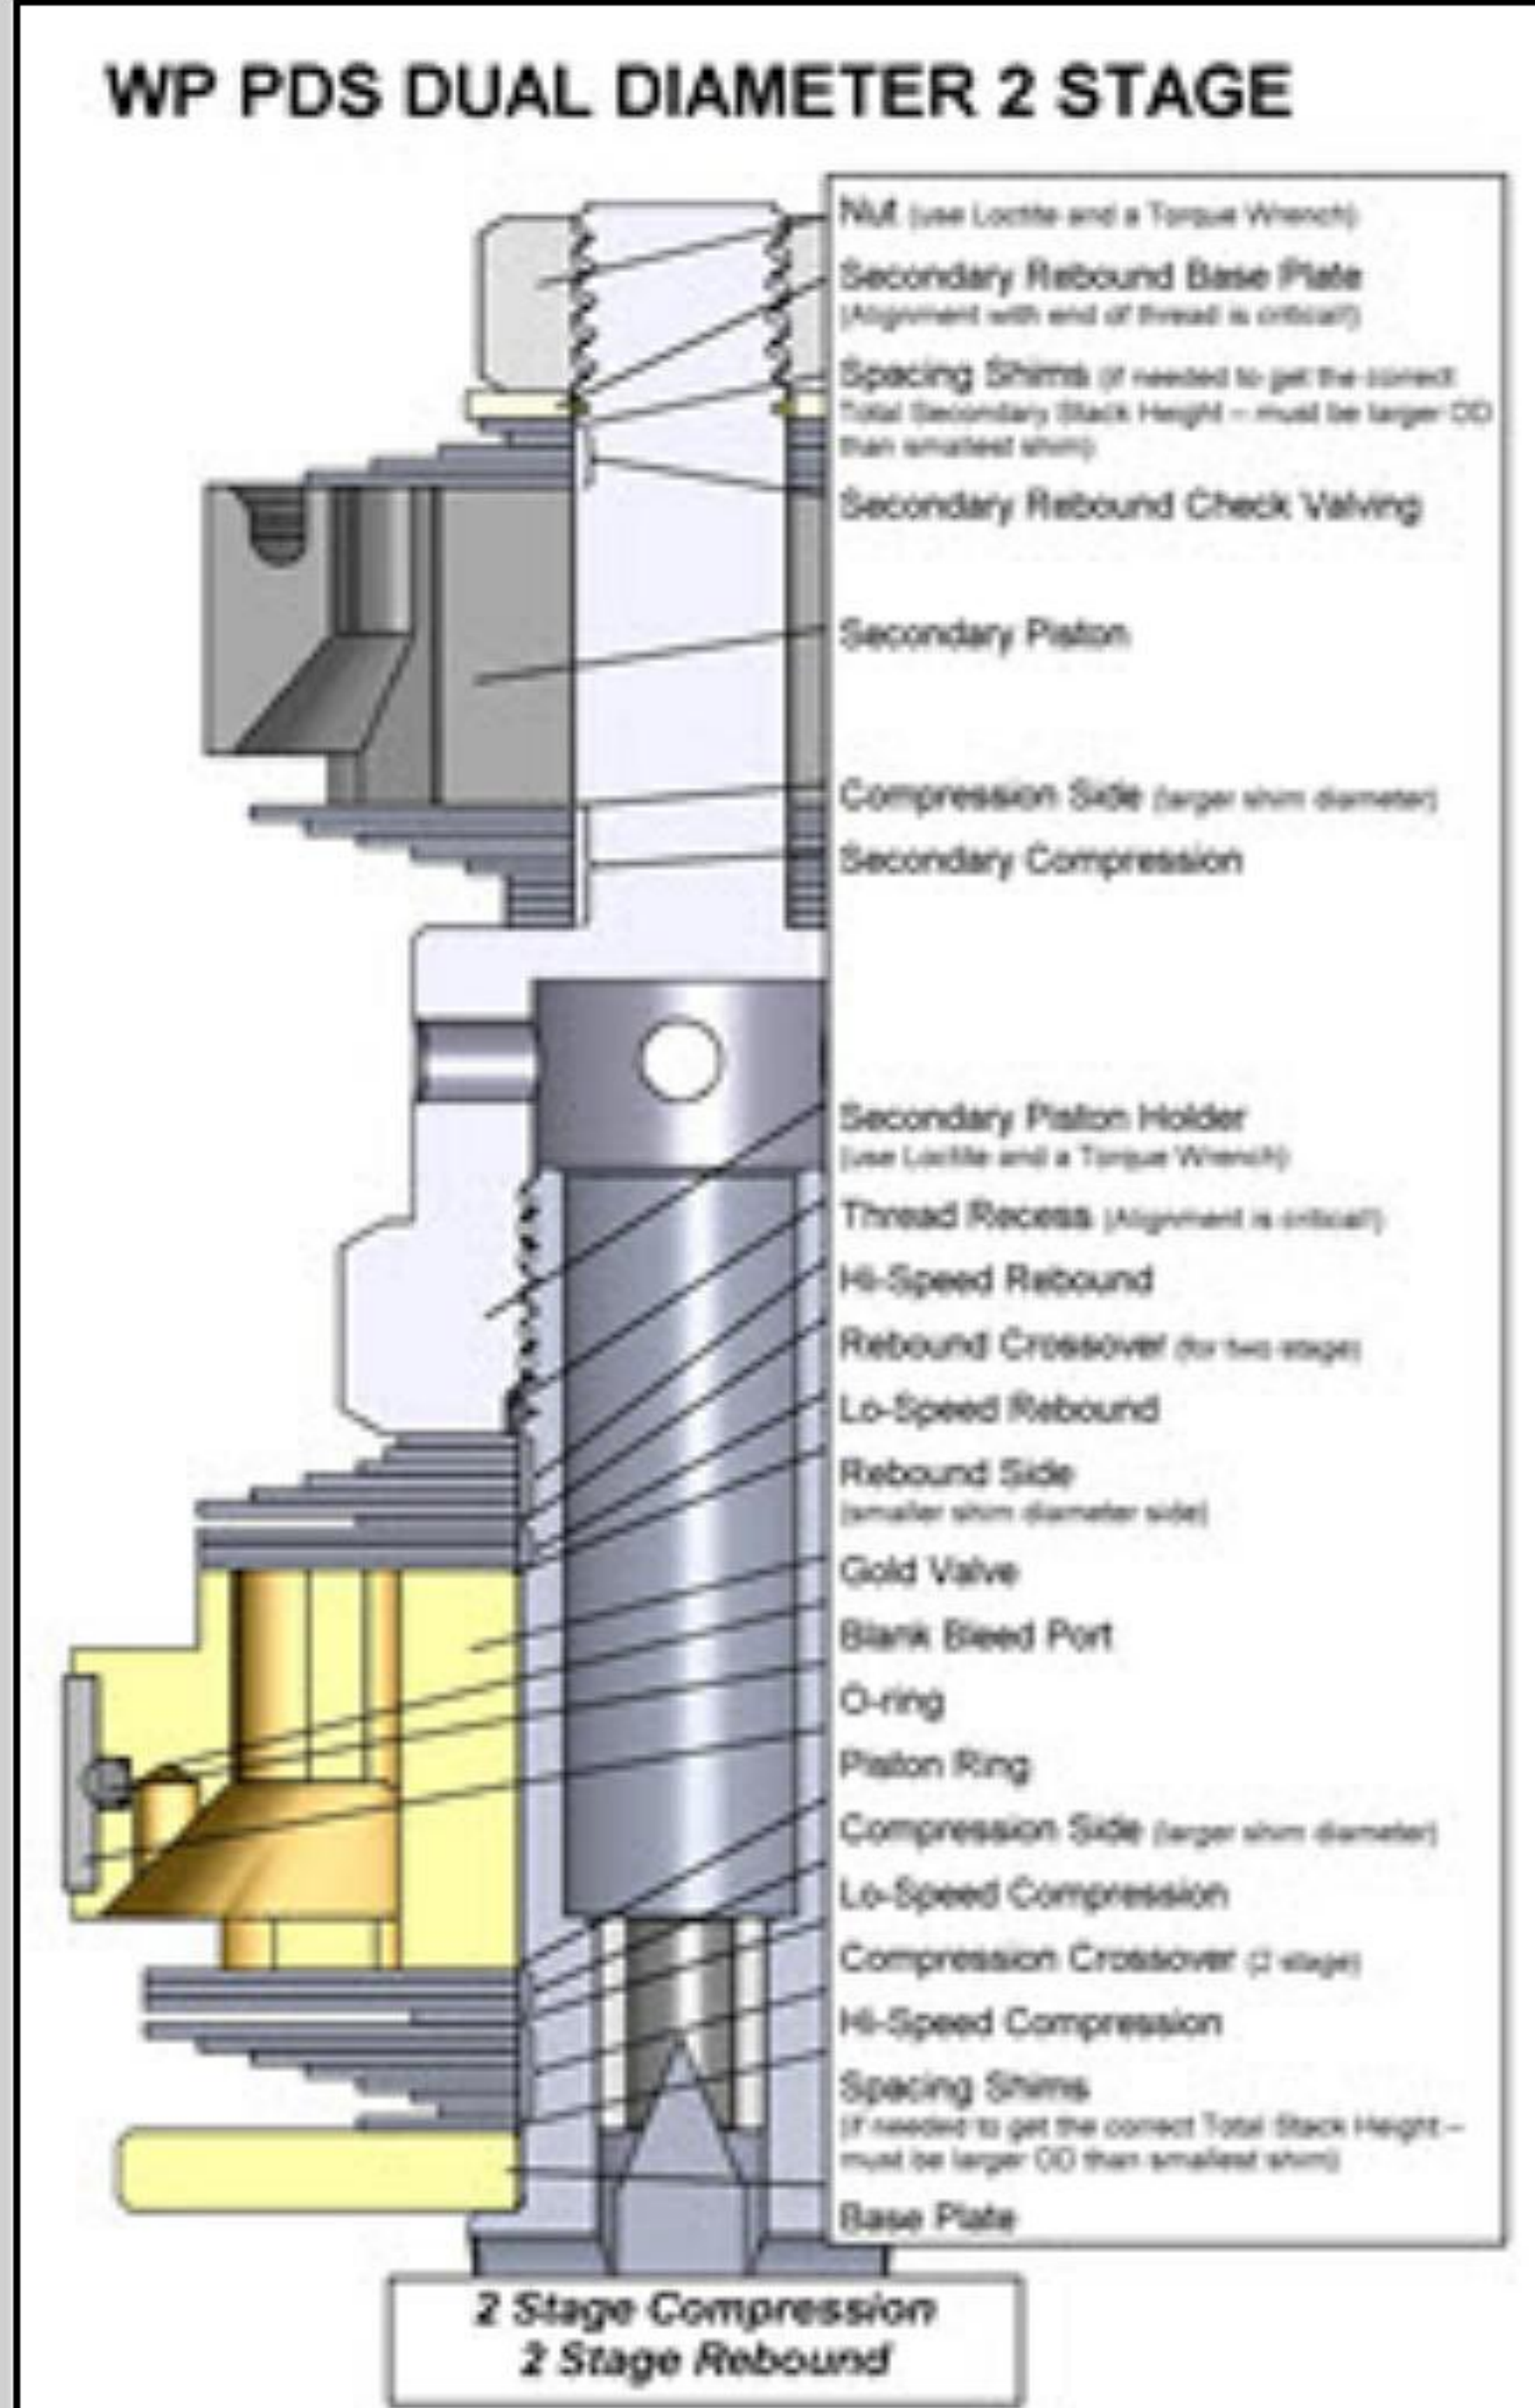 WP PDS DUAL DIAMETER 2 STAGE
Nut (use Loctite and a Torque Wrench)
Secondary Rebound Base Plate
(Alignment with end of thread is critical!)
Spacing Shims (if needed to get the correct
Total Secondary Stack Height – must be larger OD
than smallest shim)
Secondary Rebound Check Valving
Secondary Piston
Compression Side (larger shim diameter)
Secondary Compression
Secondary Piston Holder
(use Loctite and a Torque Wrench)
Thread Recess (Alignment is critical!)
Hi-Speed Rebound
Rebound Crossover (for two stage)
Lo-Speed Rebound
Rebound Side
(smaller shim diameter side)
Gold Valve
Blank Bleed Port
O-ring
Piston Ring
Compression Side (larger shim diameter)
Lo-Speed Compression
Compression Crossover (2 stage)
Hi-Speed Compression
Spacing Shims
(if needed to get the correct Total Stack Height –
must be larger OD than smallest shim)
Base Plate
2 Stage Compression
2 Stage Rebound